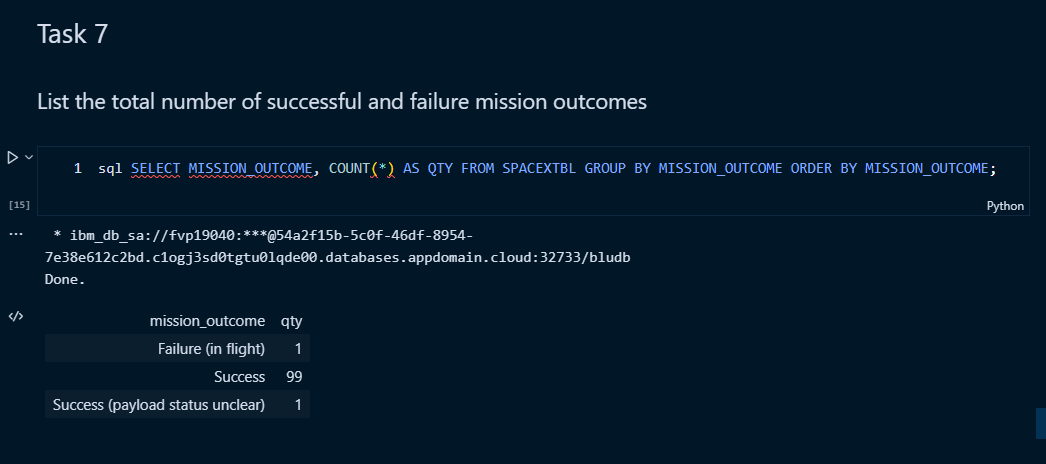 Task 7
List the total number of successful and failure mission outcomes
1 sql SELECT MISSION_OUTCOME, COUNT(*) AS QTY FROM SPACEXTBL GROUP BY MISSION_OUTCOME ORDER BY MISSION_OUTCOME;
[15]
Python
* ibm_db_sa://fvp19040:***@54a2f15b-5c0f-46df-8954-
7e38e612c2bd.c1ogj3sd0tgtu0lqde00.databases.appdomain.cloud:32733/bludb
Done.
mission_outcome qty
Failure (in flight) 1
Success 99
Success (payload status unclear) 1